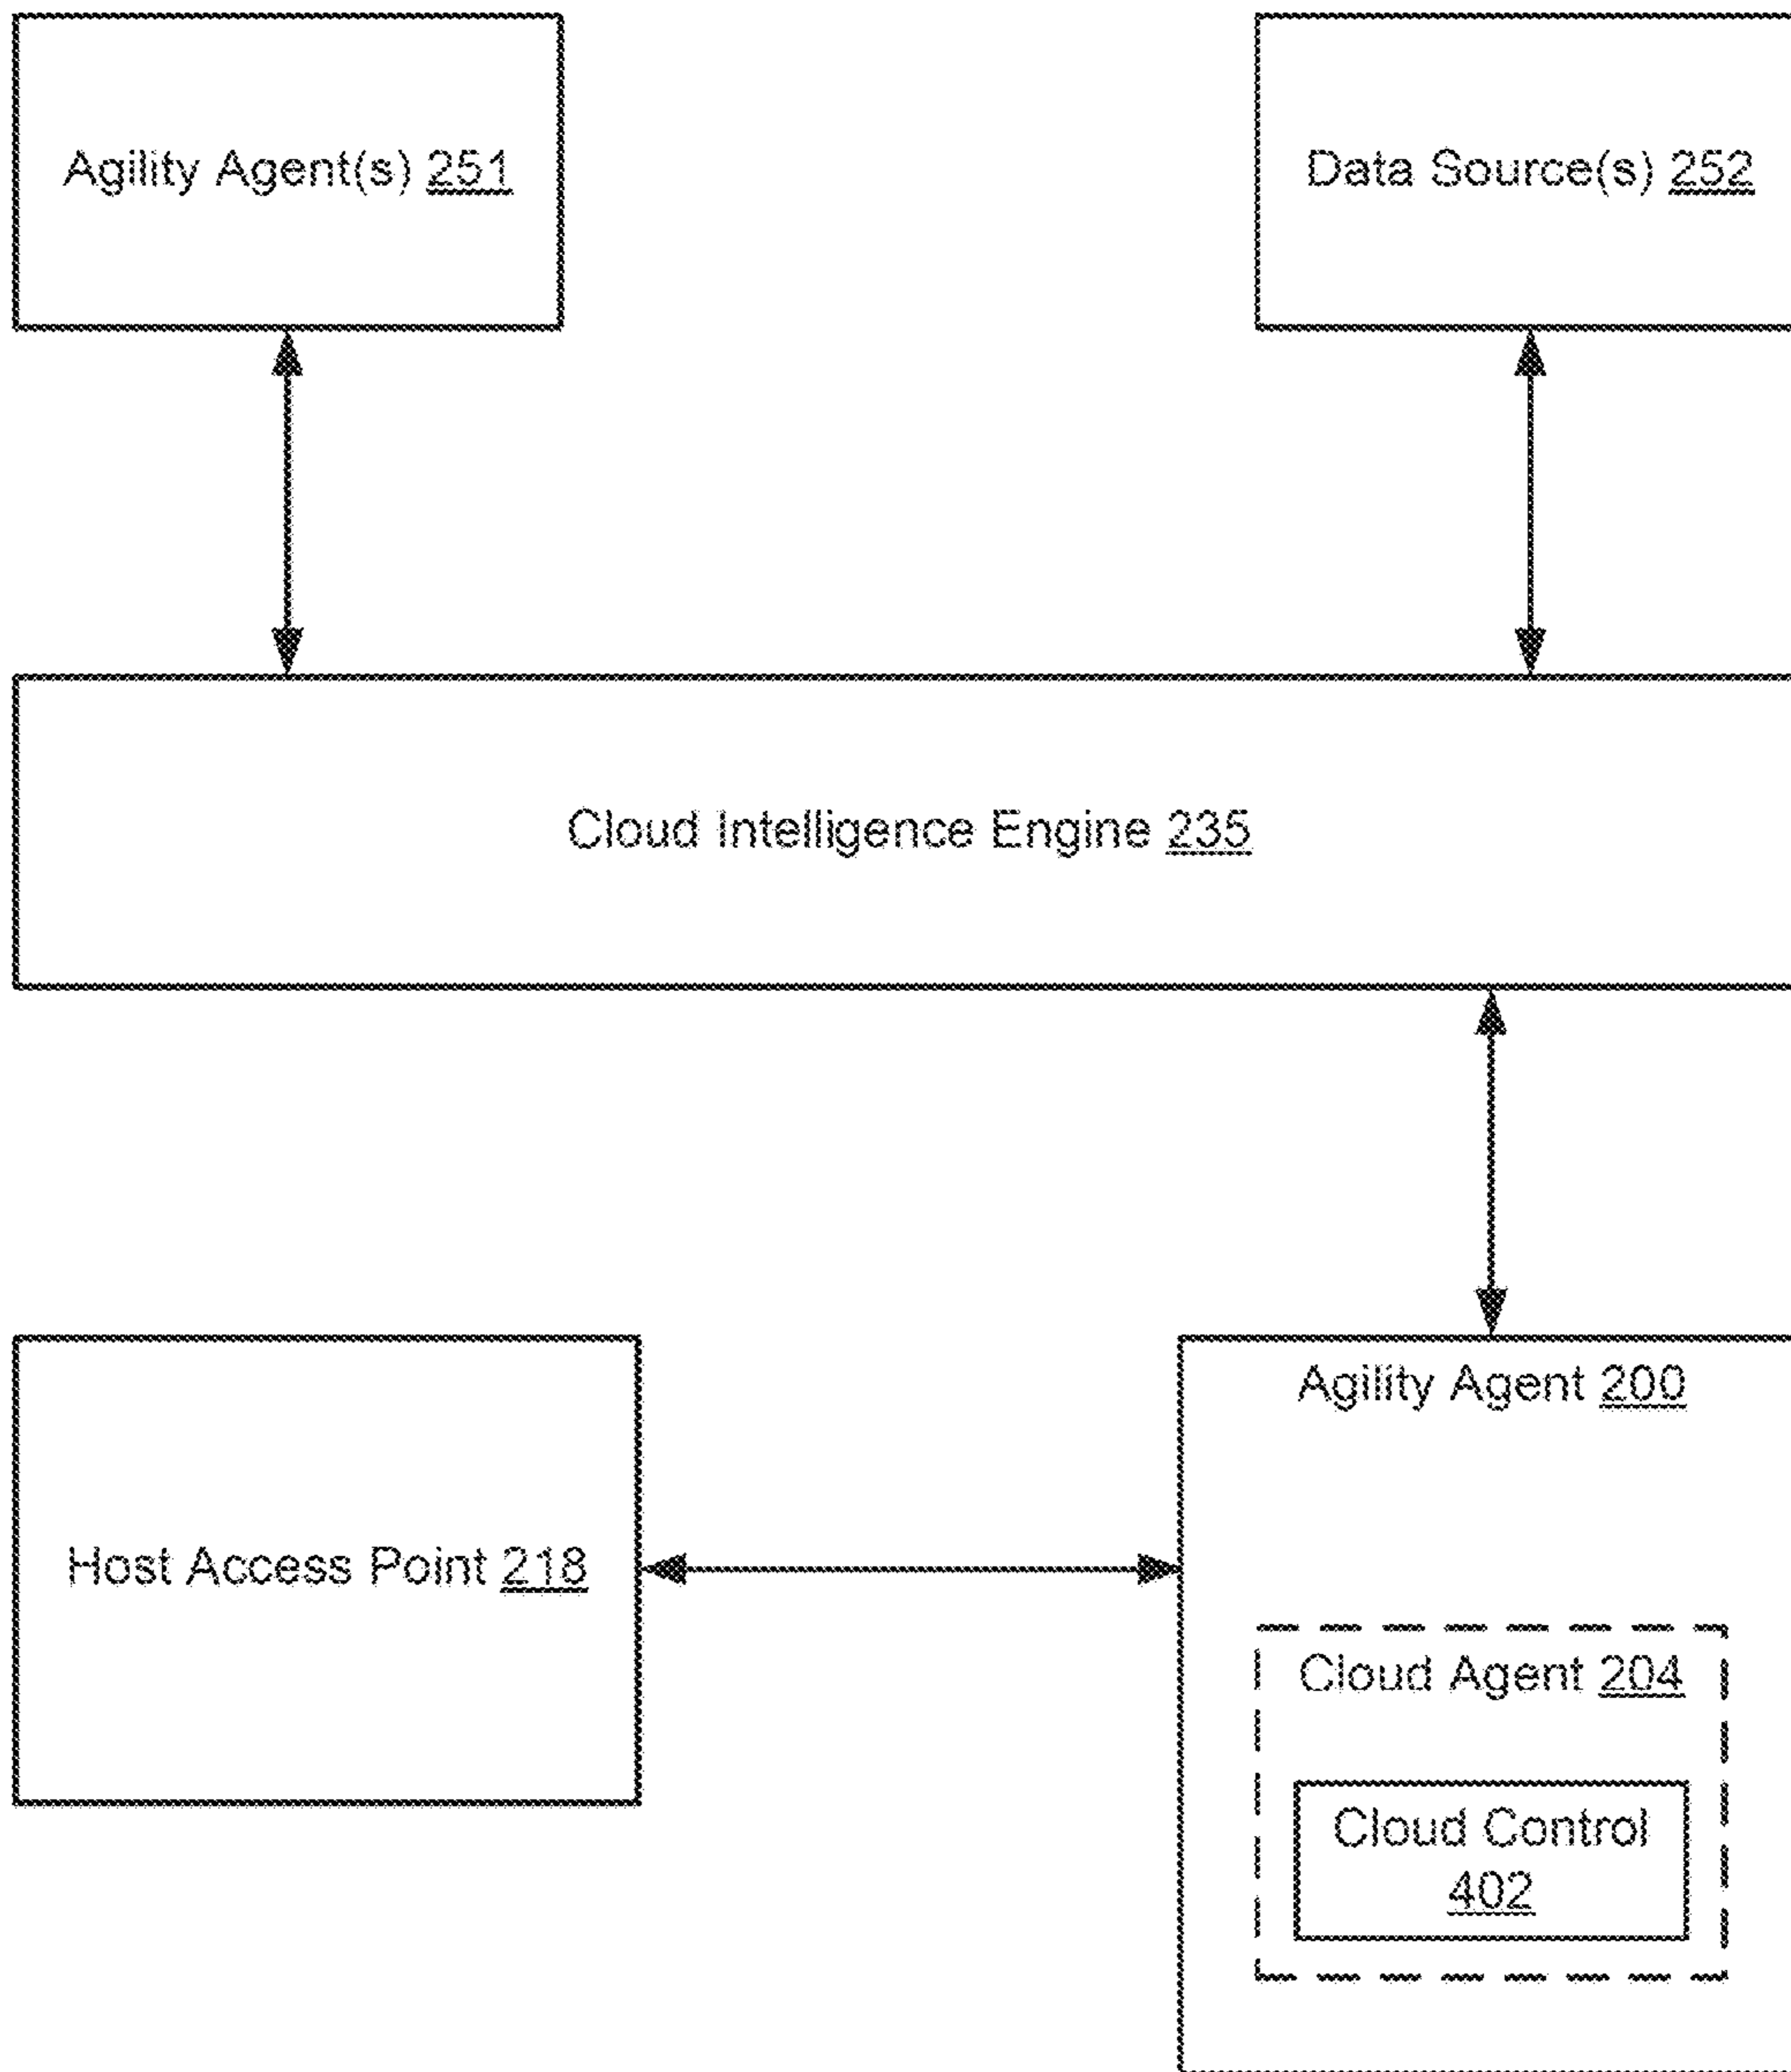 Agility Agent(s) 251
Data Source(s) 252
Cloud Intelligence Engine 235
Agility Agent 200
Host Access Point 218
Cloud Agent 204
Cloud Control
402